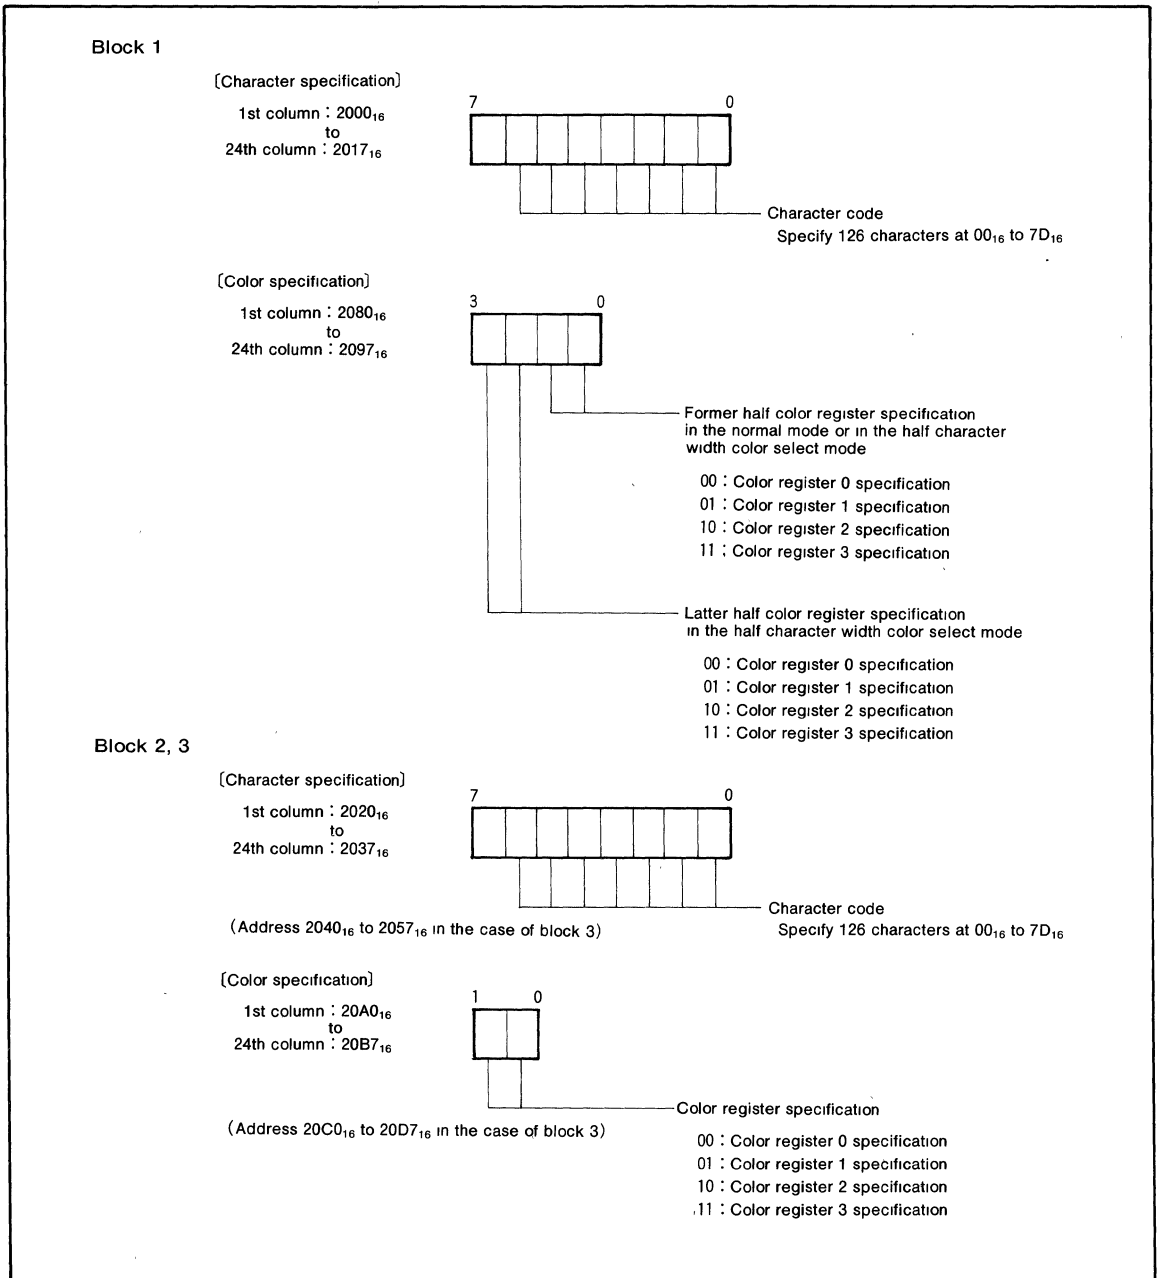 Block 1
〔Character specification〕
1st column : 2000₁₆
to
24th column : 2017₁₆
7 0
Character code
Specify 126 characters at 00₁₆ to 7D₁₆
〔Color specification〕
1st column : 2080₁₆
to
24th column : 2097₁₆
3 0
Former half color register specification
in the normal mode or in the half character
width color select mode
00 : Color register 0 specification
01 : Color register 1 specification
10 : Color register 2 specification
11 : Color register 3 specification
Latter half color register specification
in the half character width color select mode
00 : Color register 0 specification
01 : Color register 1 specification
10 : Color register 2 specification
11 : Color register 3 specification
Block 2, 3
〔Character specification〕
1st column : 2020₁₆
to
24th column : 2037₁₆
7 0
Character code
Specify 126 characters at 00₁₆ to 7D₁₆
(Address 2040₁₆ to 2057₁₆ in the case of block 3)
〔Color specification〕
1st column : 20A0₁₆
to
24th column : 20B7₁₆
1 0
Color register specification
(Address 20C0₁₆ to 20D7₁₆ in the case of block 3)
00 : Color register 0 specification
01 : Color register 1 specification
10 : Color register 2 specification
11 : Color register 3 specification